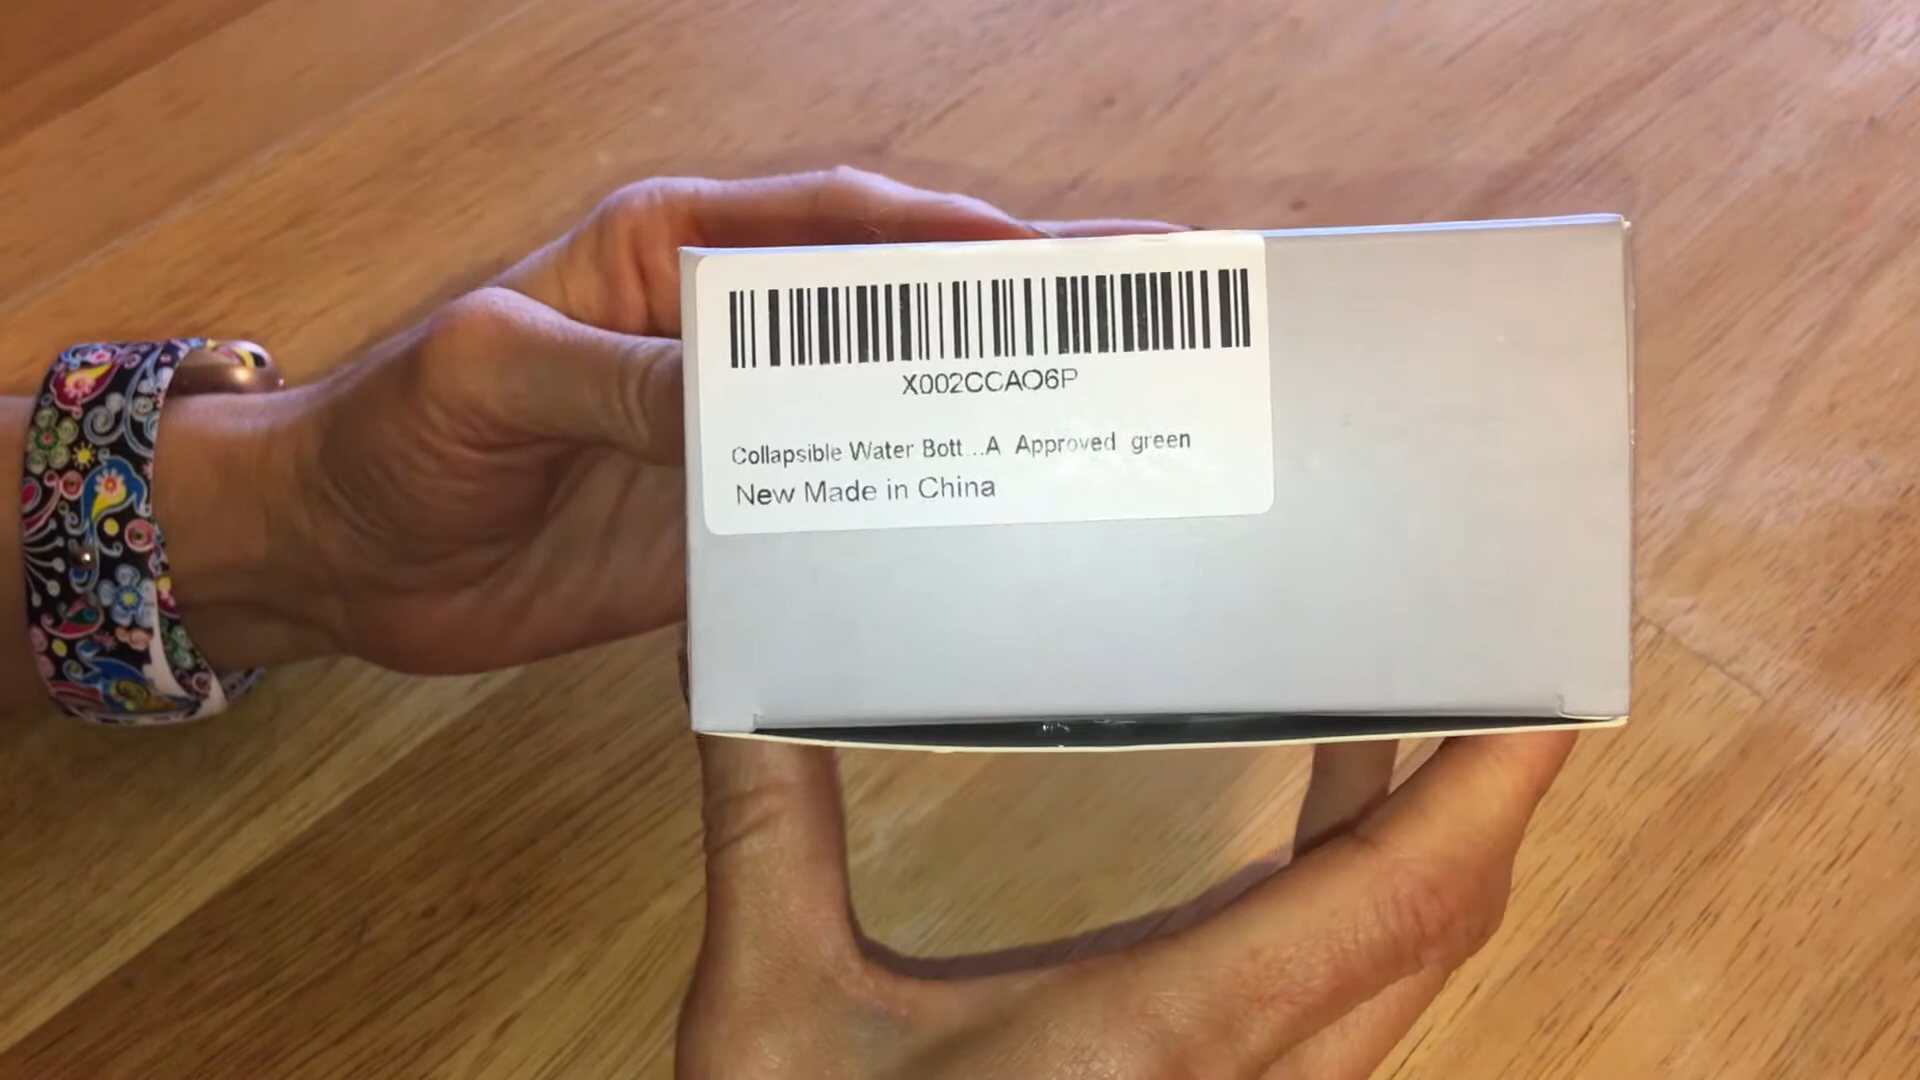 X002CCAO6P
Collapsible Water Bott...A Approved green
New Made in China